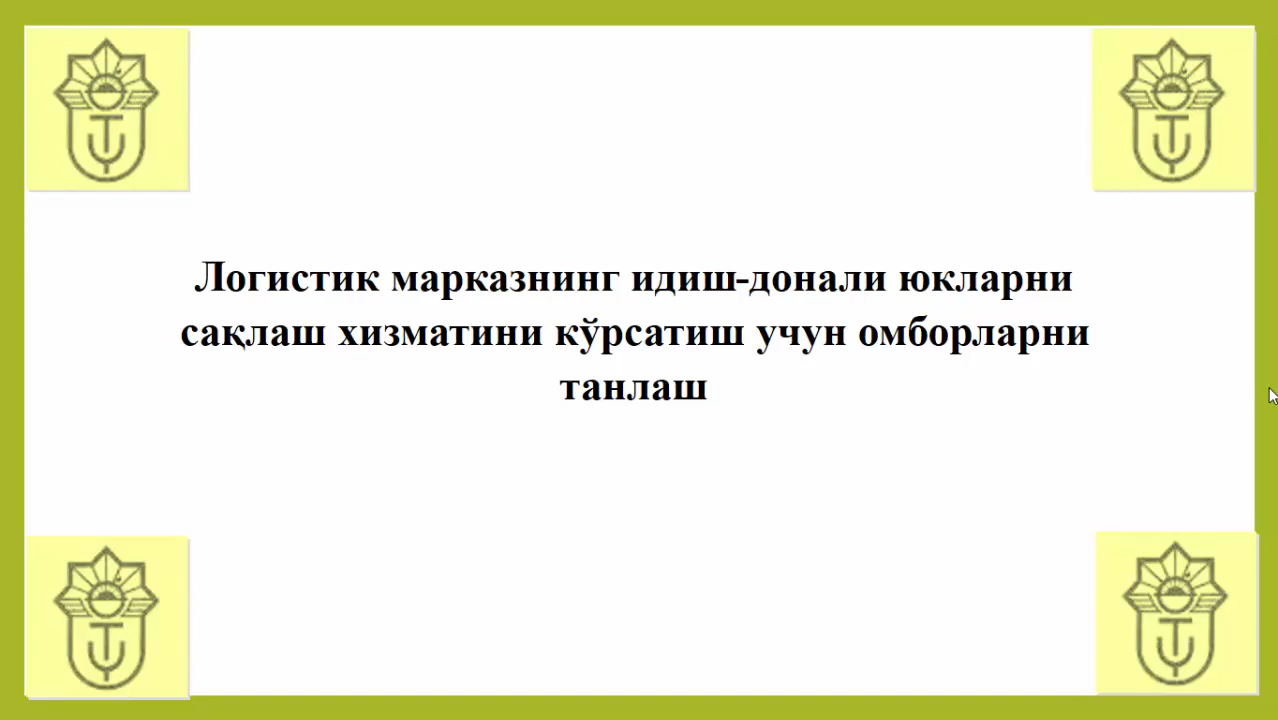 Логистик марказнинг идиш-донали юкларни
сақлаш хизматини кўрсатиш учун омборларни
танлаш